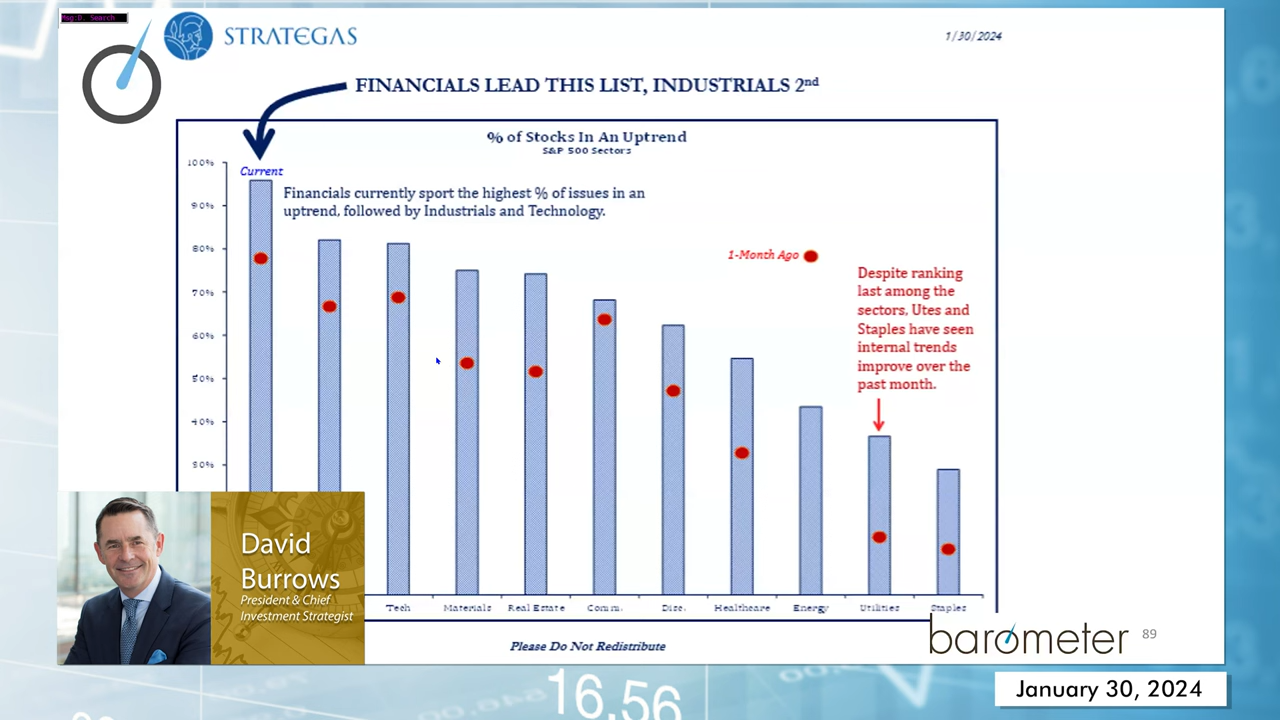 Msg:D. Search
STRATEGAS
1/30/2024
FINANCIALS LEAD THIS LIST, INDUSTRIALS 2nd
% of Stocks In An Uptrend
S&P 500 Sectors
100%
Current
Financials currently sport the highest % of issues in an
uptrend, followed by Industrials and Technology.
90%
80%
1-Month Ago
Despite ranking
last among the
sectors, Utes and
Staples have seen
internal trends
improve over the
past month.
70%
60%
50%
40%
30%
David
Burrows
President & Chief
Investment Strategist
Tech Materials Real Estate Comm. Disc. Healthcare Energy Utilities Staples
Please Do Not Redistribute
barometer 89
January 30, 2024
16.56